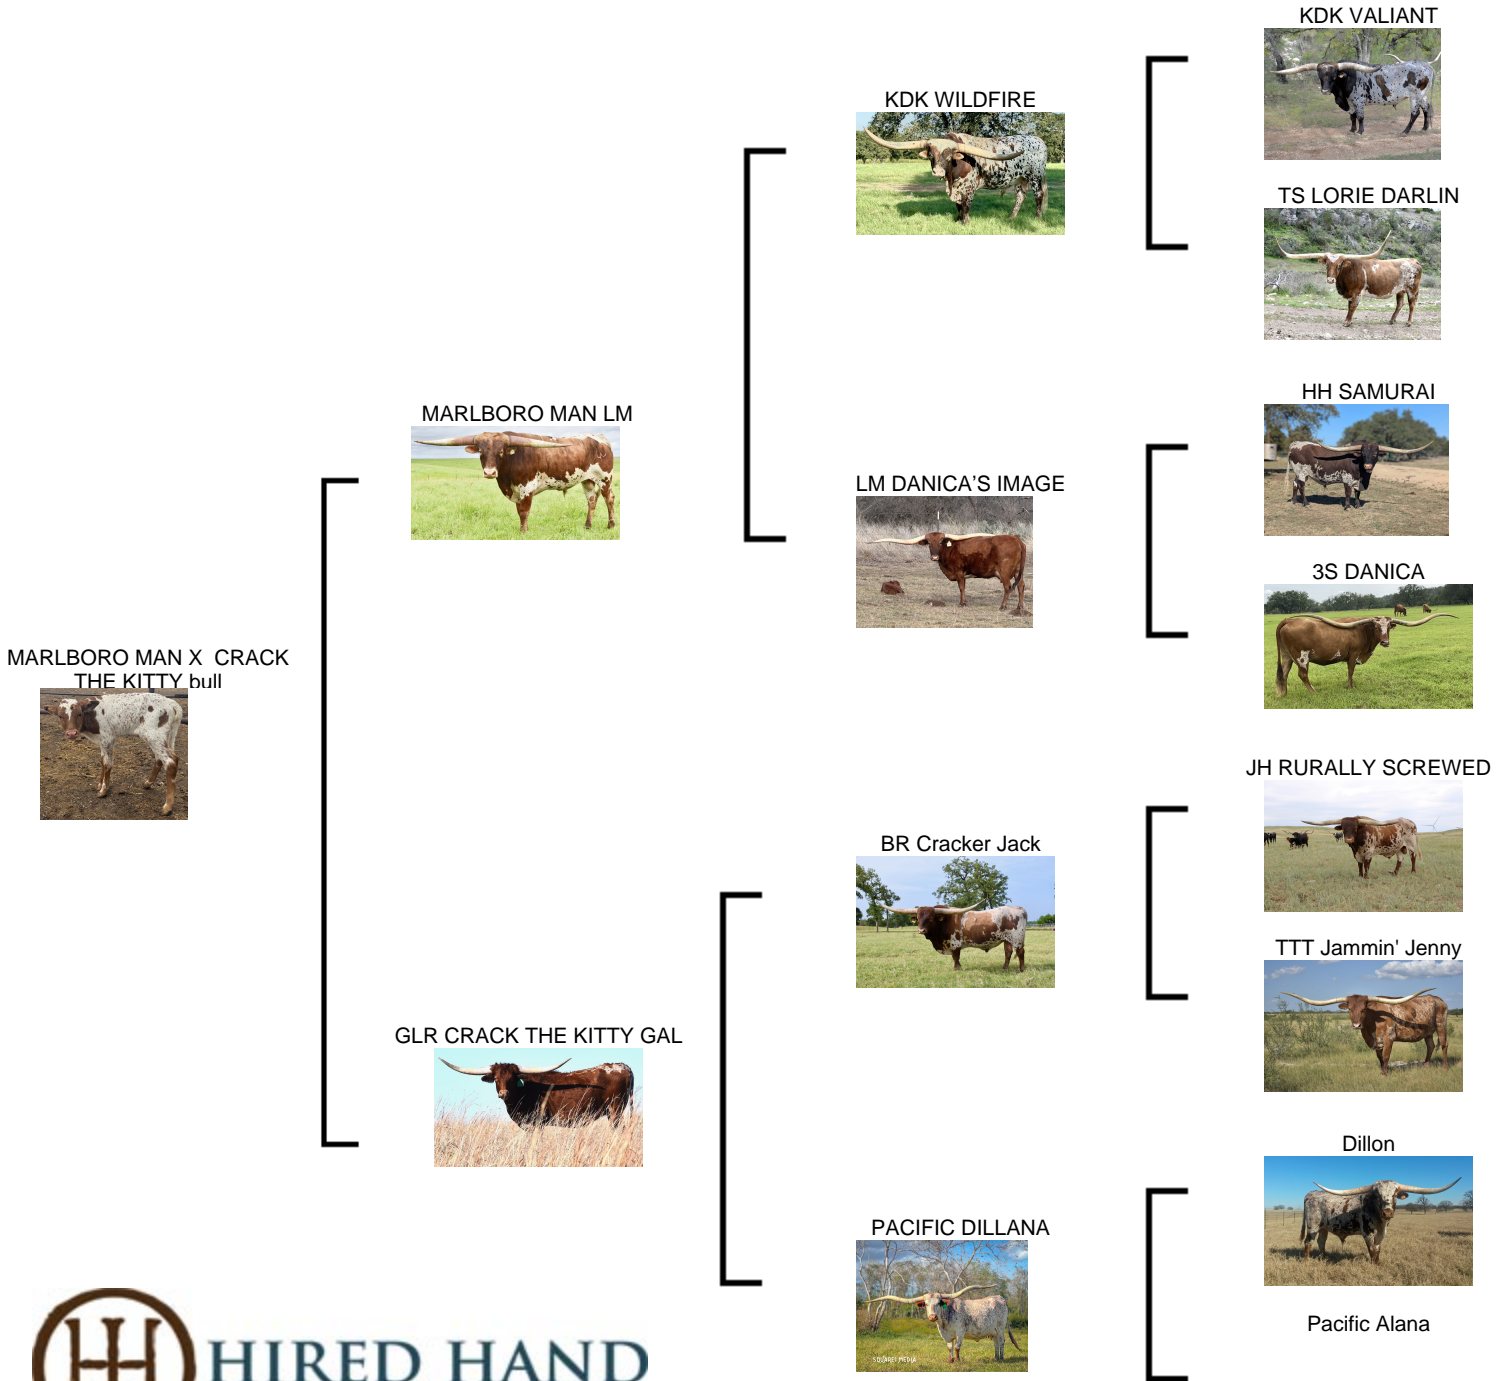 KDK VALIANT
KDK WILDFIRE
TS LORIE DARLIN
HH SAMURAI
MARLBORO MAN LM
LM DANICA'S IMAGE
3S DANICA
MARLBORO MAN X  CRACK
THE KITTY bull
JH RURALLY SCREWED
BR Cracker Jack
TTT Jammin' Jenny
GLR CRACK THE KITTY GAL
Dillon
PACIFIC DILLANA
Pacific Alana
HIRED HAND
SQUARE1 MEDIA